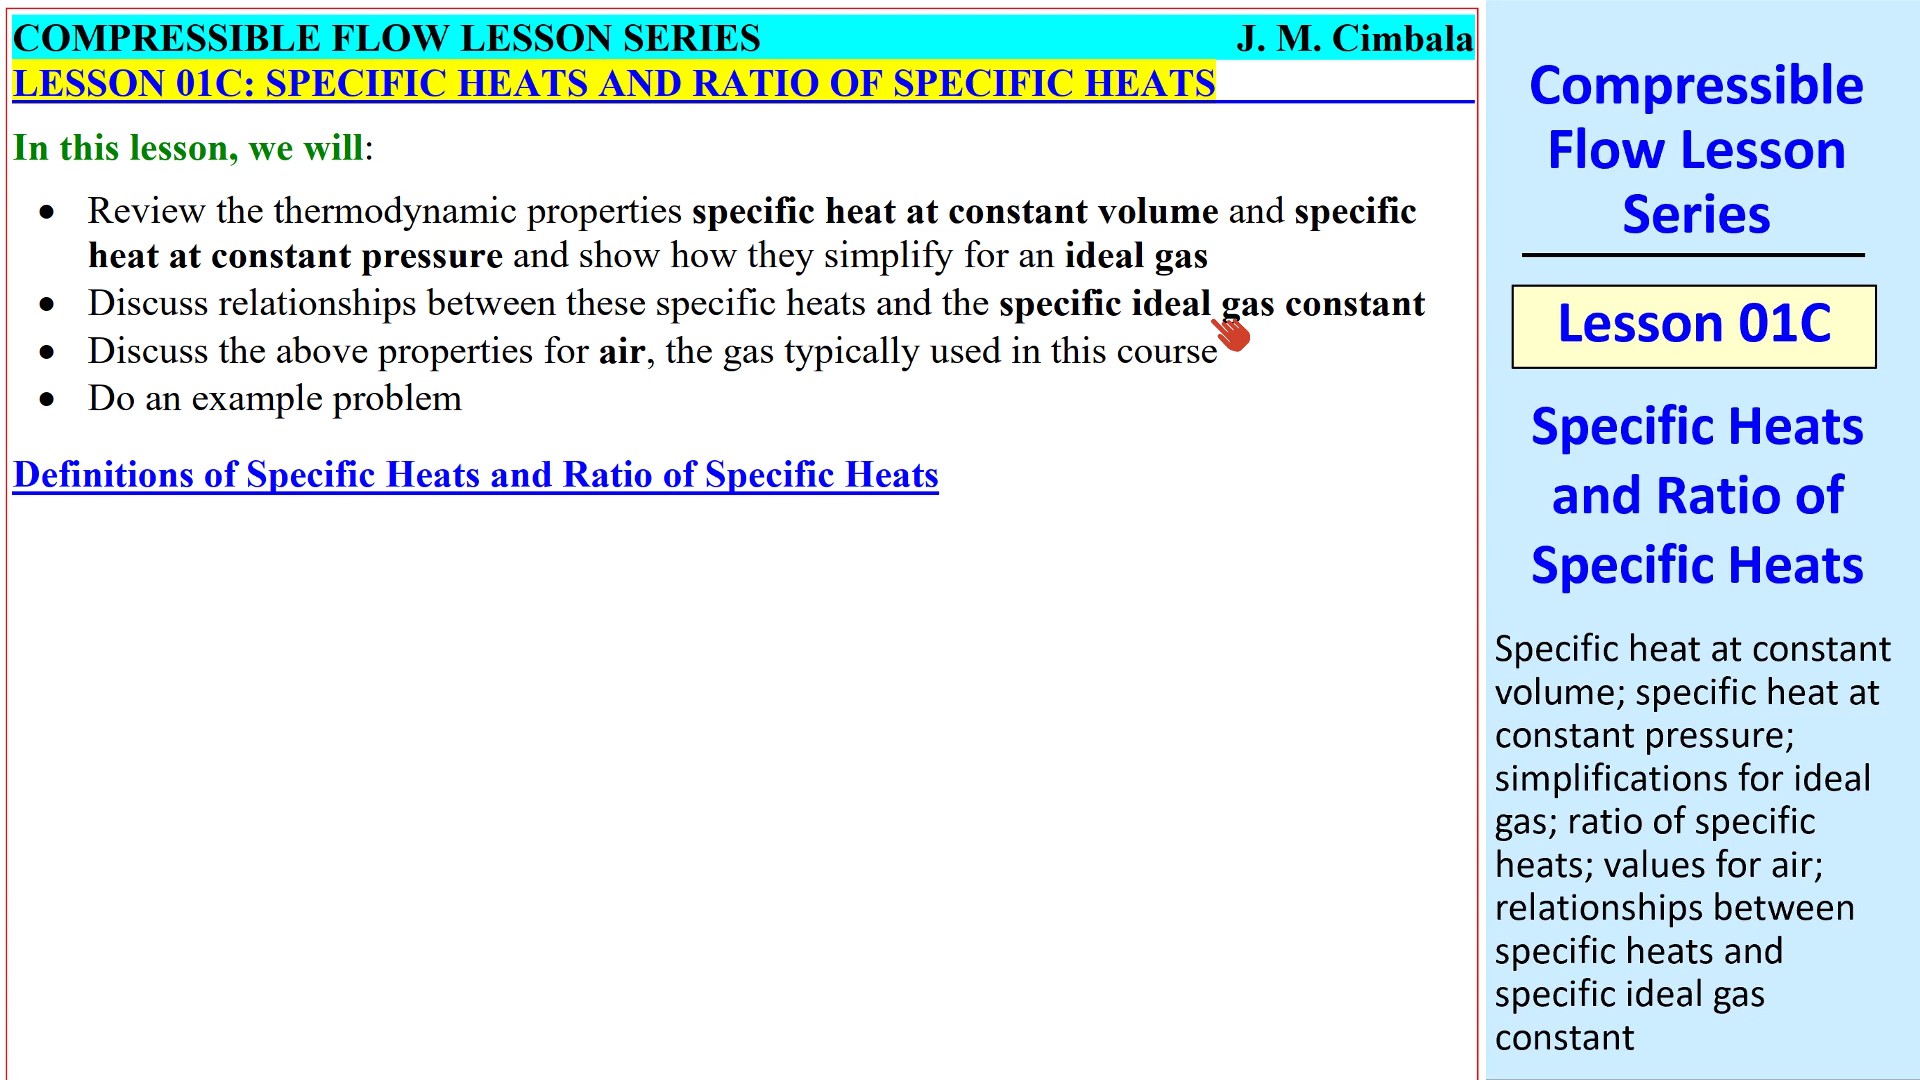 COMPRESSIBLE FLOW LESSON SERIES J. M. Cimbala
LESSON 01C: SPECIFIC HEATS AND RATIO OF SPECIFIC HEATS
In this lesson, we will:
• Review the thermodynamic properties specific heat at constant volume and specific
heat at constant pressure and show how they simplify for an ideal gas
• Discuss relationships between these specific heats and the specific ideal gas constant
• Discuss the above properties for air, the gas typically used in this course
• Do an example problem
Definitions of Specific Heats and Ratio of Specific Heats
Compressible
Flow Lesson
Series
Lesson 01C
Specific Heats
and Ratio of
Specific Heats
Specific heat at constant
volume; specific heat at
constant pressure;
simplifications for ideal
gas; ratio of specific
heats; values for air;
relationships between
specific heats and
specific ideal gas
constant